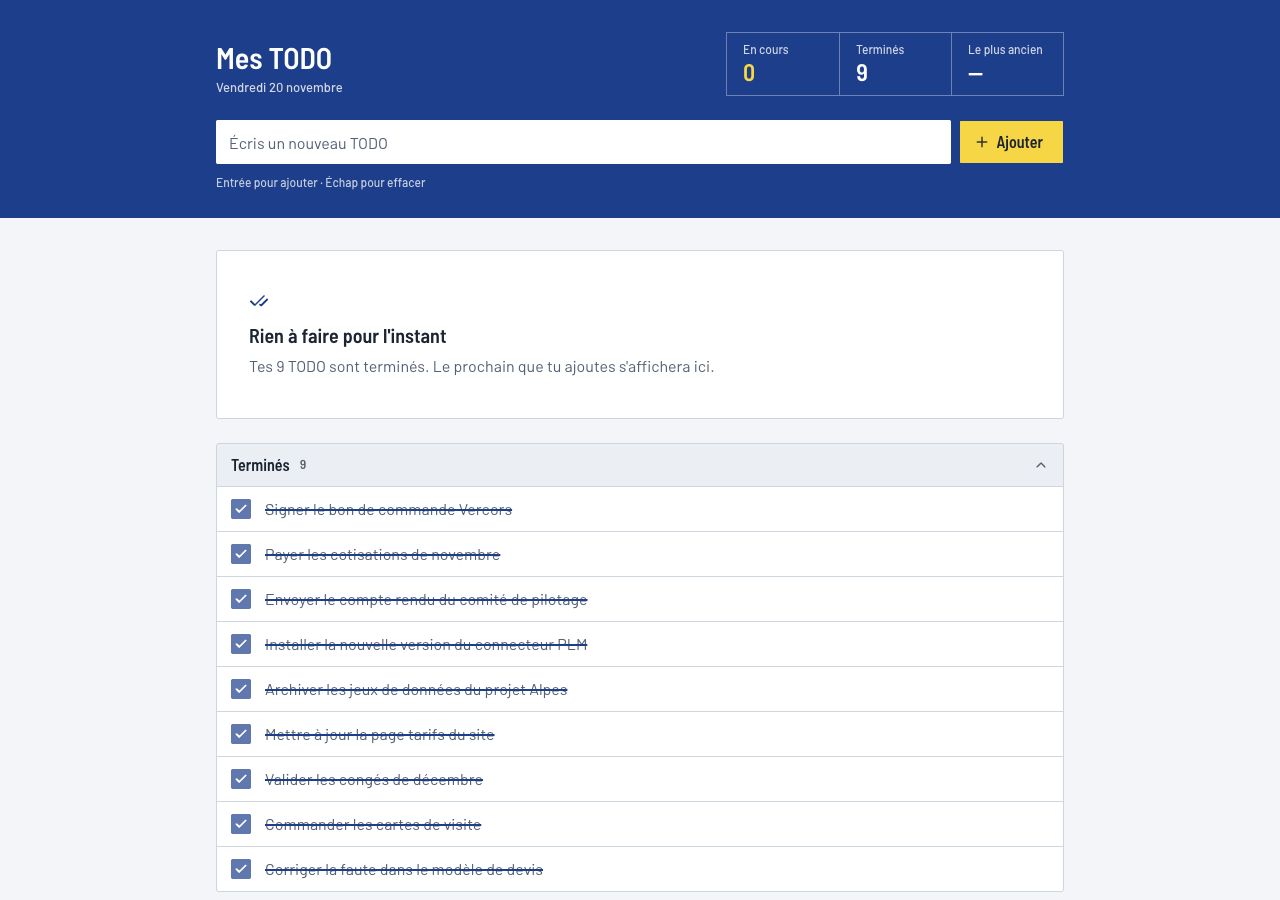 Mes TODO
Vendredi 20 novembre
En cours
0
Terminés
9
Le plus ancien
—
Écris un nouveau TODO
+ Ajouter
Entrée pour ajouter · Échap pour effacer
Rien à faire pour l'instant
Tes 9 TODO sont terminés. Le prochain que tu ajoutes s'affichera ici.
Terminés 9
Signer le bon de commande Vercors
Payer les cotisations de novembre
Envoyer le compte rendu du comité de pilotage
Installer la nouvelle version du connecteur PLM
Archiver les jeux de données du projet Alpes
Mettre à jour la page tarifs du site
Valider les congés de décembre
Commander les cartes de visite
Corriger la faute dans le modèle de devis